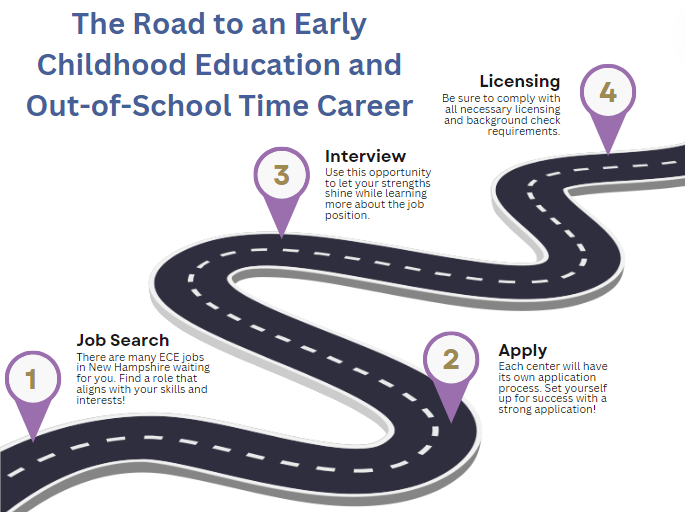 The Road to an Early
Childhood Education and
Out-of-School Time Career
1
Job Search
There are many ECE jobs
in New Hampshire waiting
for you. Find a role that
aligns with your skills and
interests!
2
Apply
Each center will have
its own application
process. Set yourself
up for success with a
strong application!
3
Interview
Use this opportunity
to let your strengths
shine while learning
more about the job
position.
4
Licensing
Be sure to comply with
all necessary licensing
and background check
requirements.